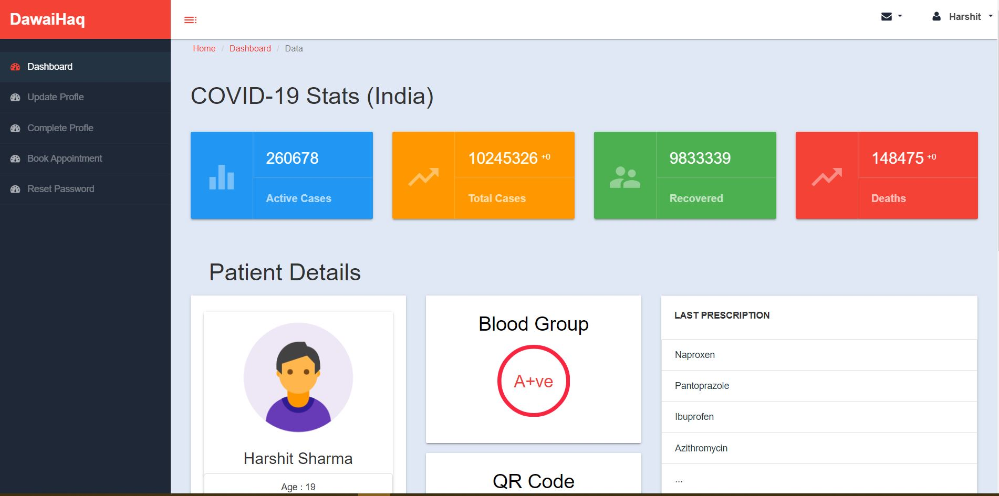 DawaiHaq
Harshit
Home / Dashboard / Data
Dashboard
Update Profle
Complete Profle
Book Appointment
Reset Password
COVID-19 Stats (India)
260678
Active Cases
10245326 +0
Total Cases
9833339
Recovered
148475 +0
Deaths
Patient Details
Harshit Sharma
Age : 19
Blood Group
A+ve
QR Code
LAST PRESCRIPTION
Naproxen
Pantoprazole
Ibuprofen
Azithromycin
...